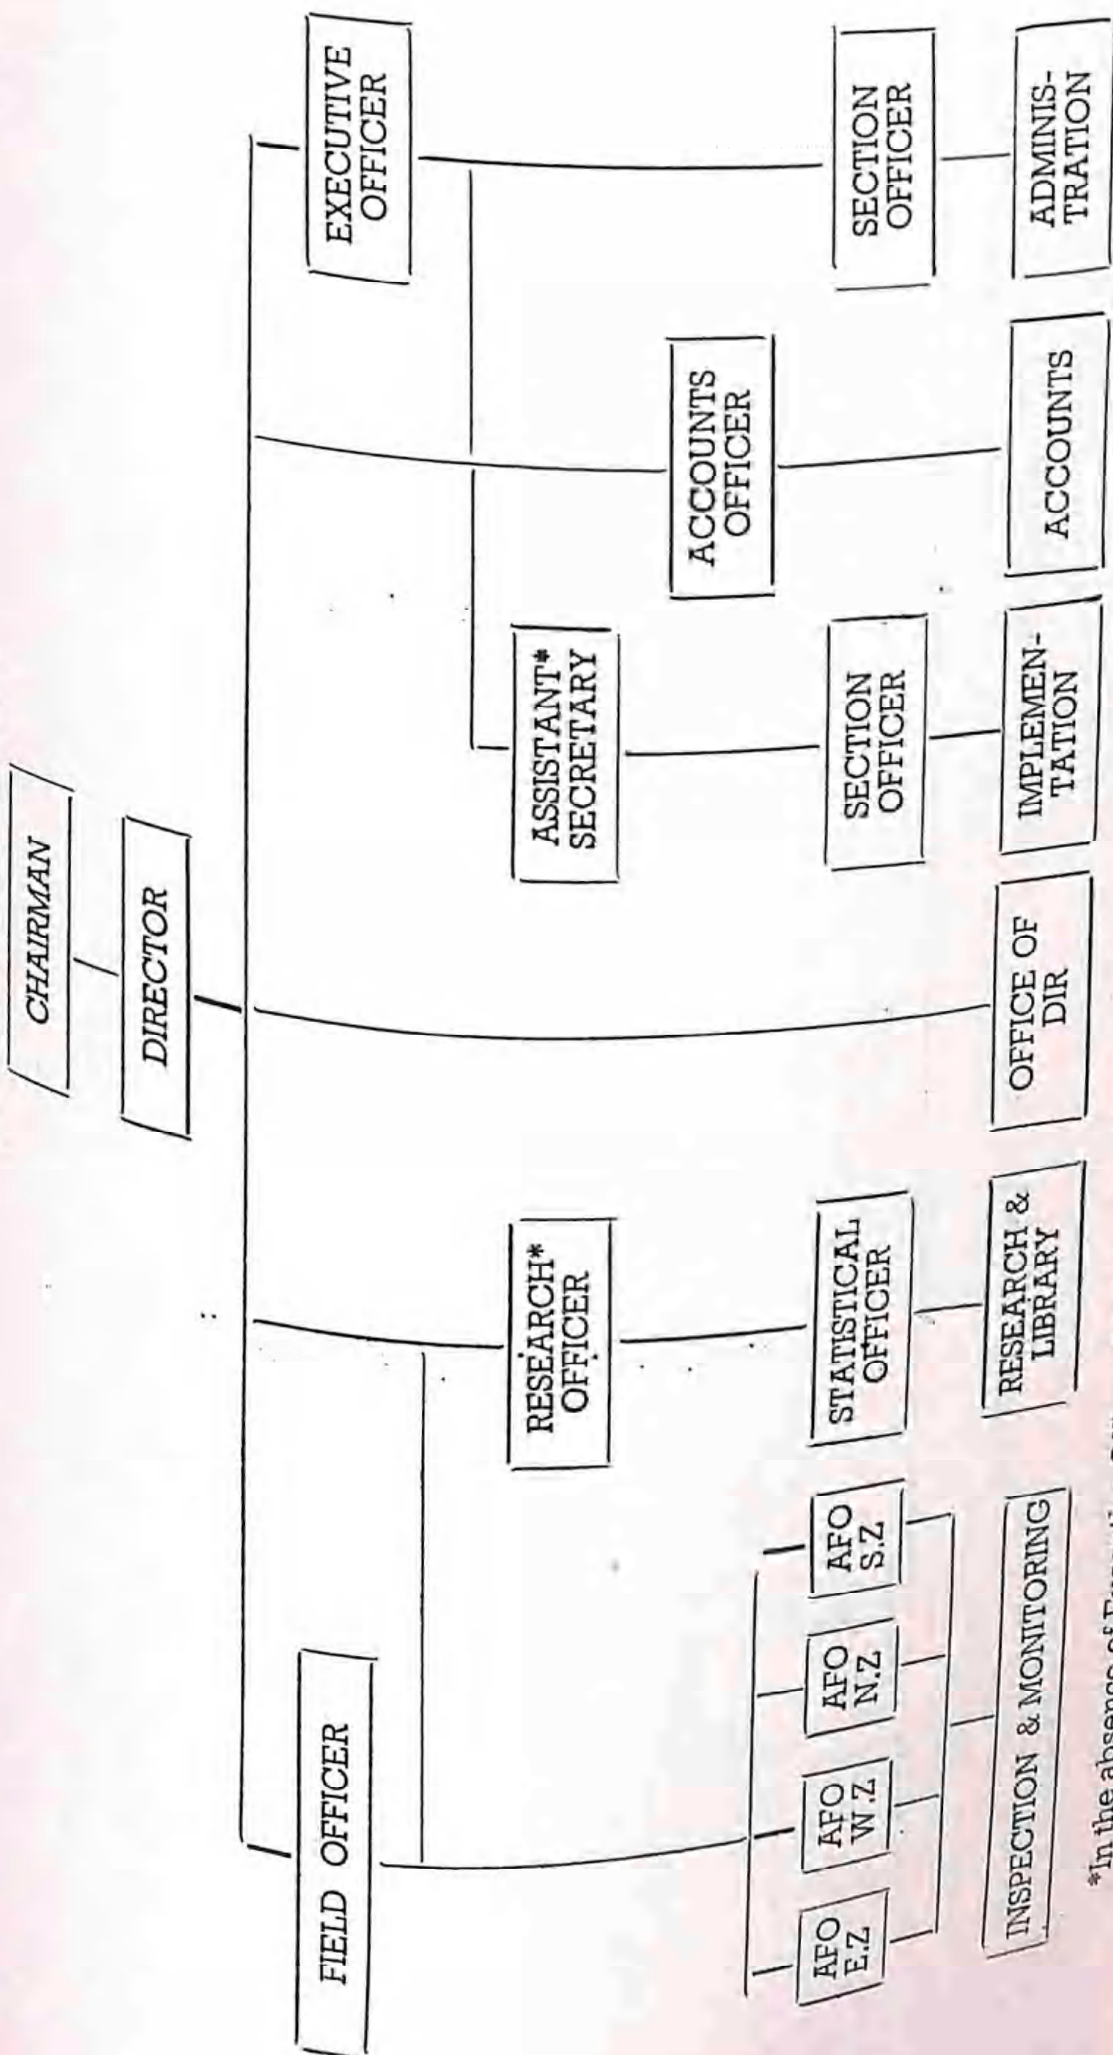 CHAIRMAN
DIRECTOR
FIELD OFFICER
EXECUTIVE
OFFICER
RESEARCH*
OFFICER
ASSISTANT*
SECRETARY
ACCOUNTS
OFFICER
AFO
E.Z
AFO
W.Z
AFO
N.Z
AFO
S.Z
STATISTICAL
OFFICER
SECTION
OFFICER
SECTION
OFFICER
INSPECTION & MONITORING
RESEARCH &
LIBRARY
OFFICE OF
DIR
IMPLEMEN-
TATION
ACCOUNTS
ADMINIS-
TRATION
*In the absence of